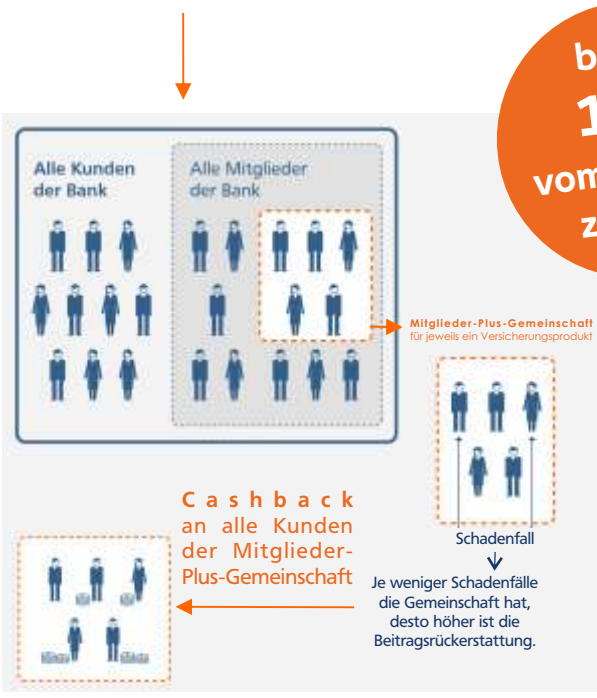 Alle Kunden
der Bank
Alle Mitglieder
der Bank
vom
Mitglieder-Plus-Gemeinschaft
für jeweils ein Versicherungsprodukt
Schadenfall
Je weniger Schadenfälle
die Gemeinschaft hat,
desto höher ist die
Beitragsrückerstattung.
Cashback
an alle Kunden
der Mitglieder-
Plus-Gemeinschaft